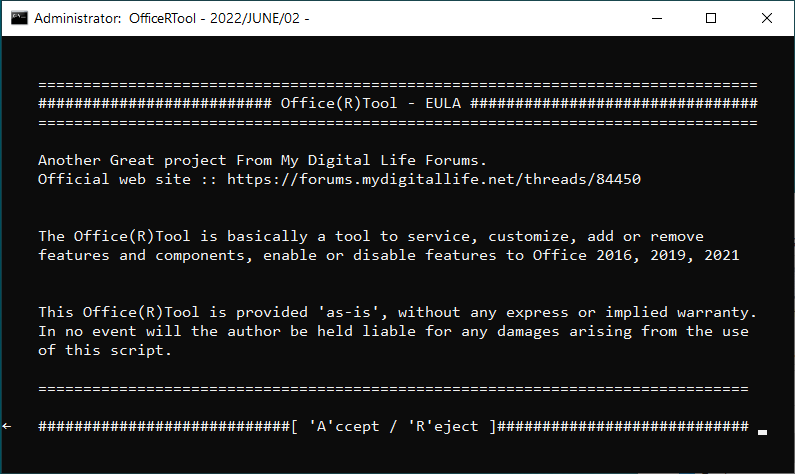 Administrator: OfficeRTool - 2022/JUNE/02 -
================================================================================
########################## Office(R)Tool - EULA ################################
================================================================================
Another Great project From My Digital Life Forums.
Official web site :: https://forums.mydigitallife.net/threads/84450
The Office(R)Tool is basically a tool to service, customize, add or remove
features and components, enable or disable features to Office 2016, 2019, 2021
This Office(R)Tool is provided 'as-is', without any express or implied warranty.
In no event will the author be held liable for any damages arising from the use
of this script.
===============================================================================
############################[ 'A'ccept / 'R'eject ]############################